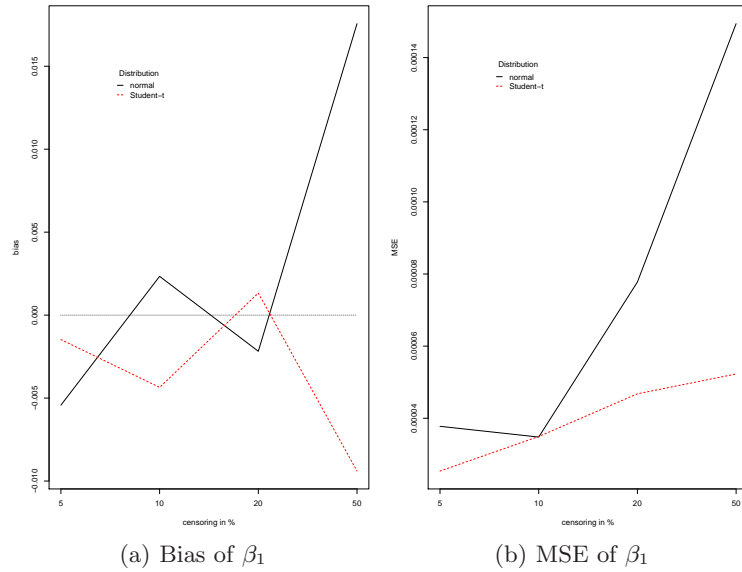 0.015
0.005
0.000
-0.005
-0.010
bias
Distribution
normal
Student-t
5
10
20
50
censoring in %
(a) Bias of β1
0.00014
0.00012
0.00010
0.00008
0.00006
0.00004
MSE
Distribution
normal
Student-t
5
10
20
50
censoring in %
(b) MSE of β1